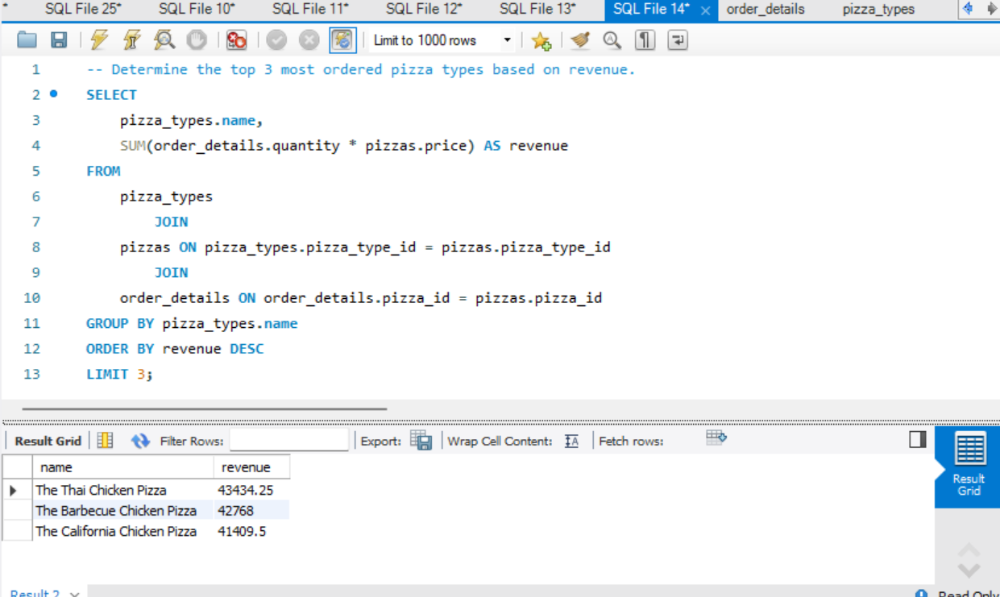 SQL File 25* SQL File 10* SQL File 11* SQL File 12* SQL File 13* SQL File 14* × order_details pizza_types
Limit to 1000 rows
1 -- Determine the top 3 most ordered pizza types based on revenue.
2 SELECT
3 pizza_types.name,
4 SUM(order_details.quantity * pizzas.price) AS revenue
5 FROM
6 pizza_types
7 JOIN
8 pizzas ON pizza_types.pizza_type_id = pizzas.pizza_type_id
9 JOIN
10 order_details ON order_details.pizza_id = pizzas.pizza_id
11 GROUP BY pizza_types.name
12 ORDER BY revenue DESC
13 LIMIT 3;
Result Grid Filter Rows: Export: Wrap Cell Content: Fetch rows:
name revenue
The Thai Chicken Pizza 43434.25
The Barbecue Chicken Pizza 42768
The California Chicken Pizza 41409.5
Result
Grid
Result 2 × Read Only